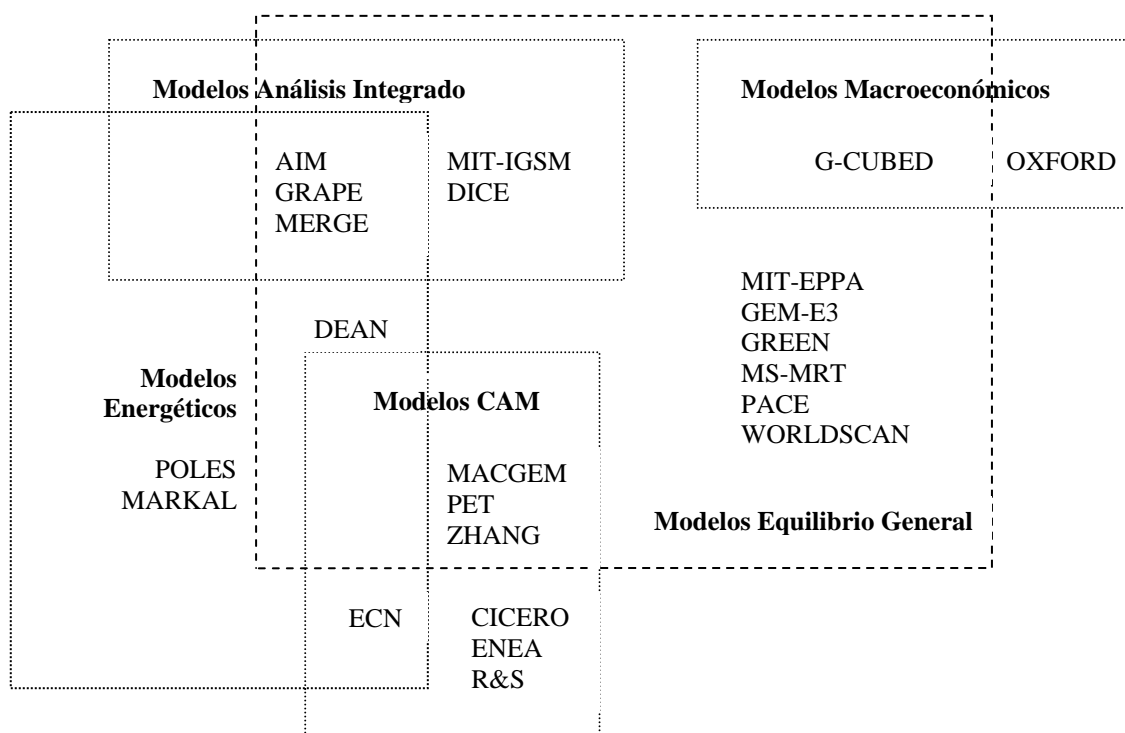 Modelos Análisis Integrado
Modelos Macroeconómicos
AIM
GRAPE
MERGE
MIT-IGSM
DICE
G-CUBED
OXFORD
MIT-EPPA
GEM-E3
GREEN
MS-MRT
PACE
WORLDSCAN
DEAN
Modelos
Energéticos
POLES
MARKAL
Modelos CAM
MACGEM
PET
ZHANG
Modelos Equilibrio General
ECN
CICERO
ENEA
R&S